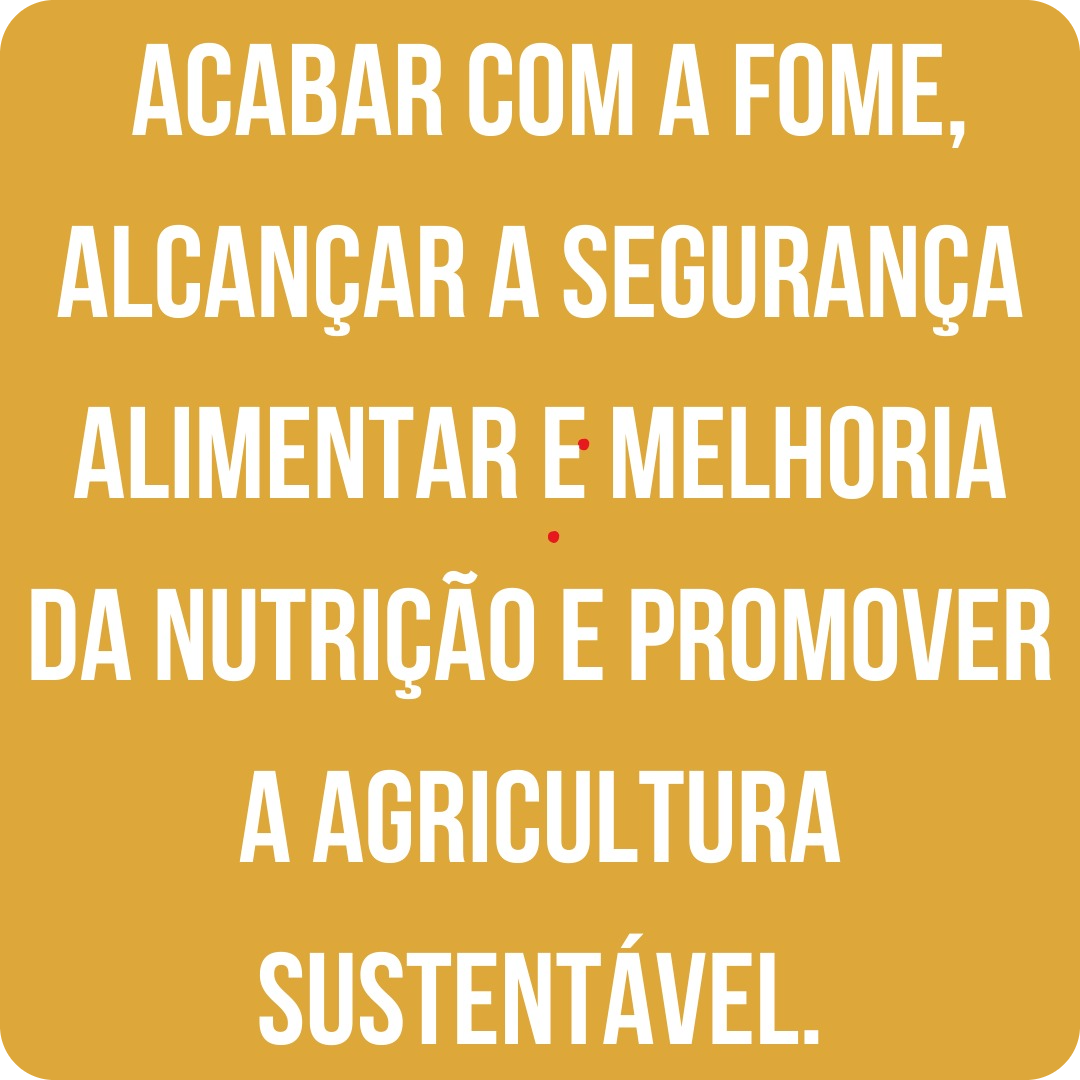 ACABAR COM A FOME,
ALCANÇAR A SEGURANÇA
ALIMENTAR E MELHORIA
DA NUTRIÇÃO E PROMOVER
A AGRICULTURA
SUSTENTÁVEL.